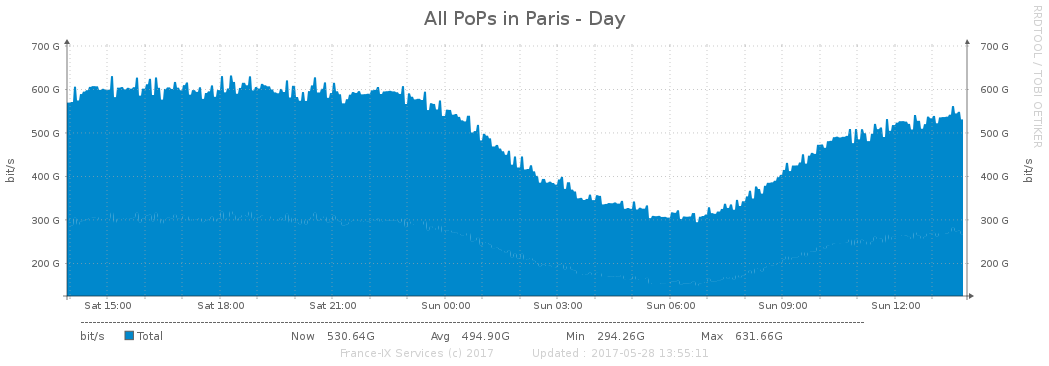 All PoPs in Paris - Day
RRDTOOL / TOBI OETIKER
700 G 700 G
600 G 600 G
500 G 500 G
400 G 400 G
300 G 300 G
200 G 200 G
bit/s bit/s
Sat 15:00 Sat 18:00 Sat 21:00 Sun 00:00 Sun 03:00 Sun 06:00 Sun 09:00 Sun 12:00
bit/s Total Now 530.64G Avg 494.90G Min 294.26G Max 631.66G
France-IX Services (c) 2017 Updated : 2017-05-28 13:55:11